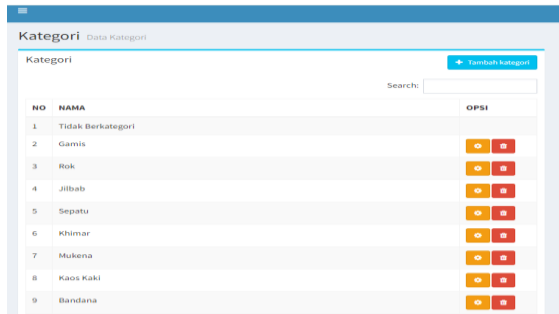 Kategori Data Kategori
Kategori
+ Tambah kategori
Search:
NO NAMA OPSI
1 Tidak Berkategori
2 Gamis
3 Rok
4 Jilbab
5 Sepatu
6 Khimar
7 Mukena
8 Kaos Kaki
9 Bandana